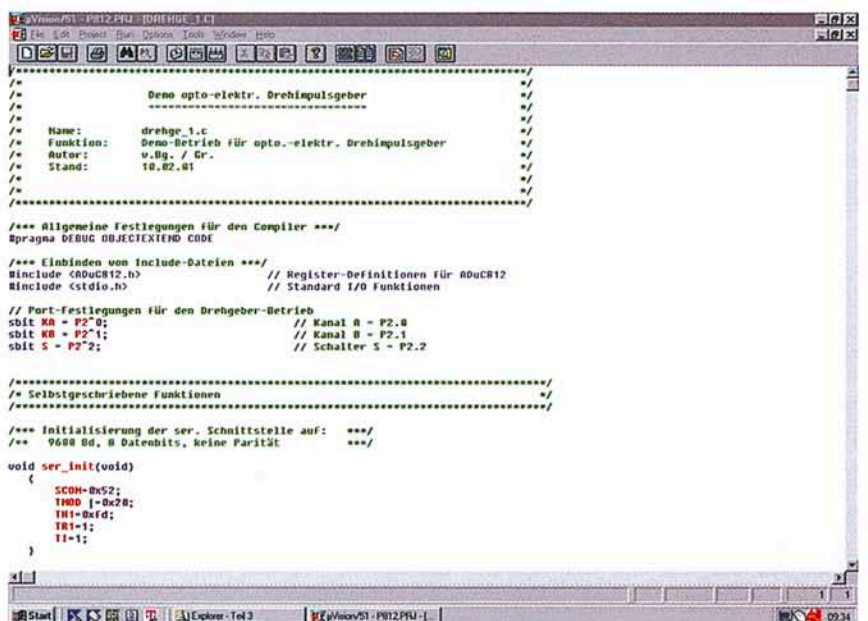 µVision/51 - P812.PRJ - [DREHGE_1.C]
File Edit Project Run Options Tools Window Help
/*****************************************************************/
/* */
/* Demo opto-elektr. Drehimpulsgeber */
/* -------------------------------- */
/* */
/* Name: drehge_1.c */
/* Funktion: Demo-Betrieb für opto.-elektr. Drehimpulsgeber */
/* Autor: v.Bg. / Gr. */
/* Stand: 10.02.01 */
/* */
/* */
/*****************************************************************/
/*** Allgemeine Festlegungen für den Compiler ***/
#pragma DEBUG OBJECTEXTEND CODE
/*** Einbinden von Include-Dateien ***/
#include <ADuC812.h> // Register-Definitionen für ADuC812
#include <stdio.h> // Standard I/O Funktionen
// Port-Festlegungen für den Drehgeber-Betrieb
sbit KA = P2^0; // Kanal A = P2.0
sbit KB = P2^1; // Kanal B = P2.1
sbit S = P2^2; // Schalter S = P2.2
/********************************************************************/
/* Selbstgeschriebene Funktionen */
/********************************************************************/
/*** Initialisierung der ser. Schnittstelle auf: ***/
/** 9600 Bd, 8 Datenbits, keine Parität ***/
void ser_init(void)
{
SCON=0x52;
TMOD |=0x20;
TH1=0xfd;
TR1=1;
TI=1;
}
1 1
Start Explorer - Teil 3 µVision/51 - P812.PRJ - [... 09:34